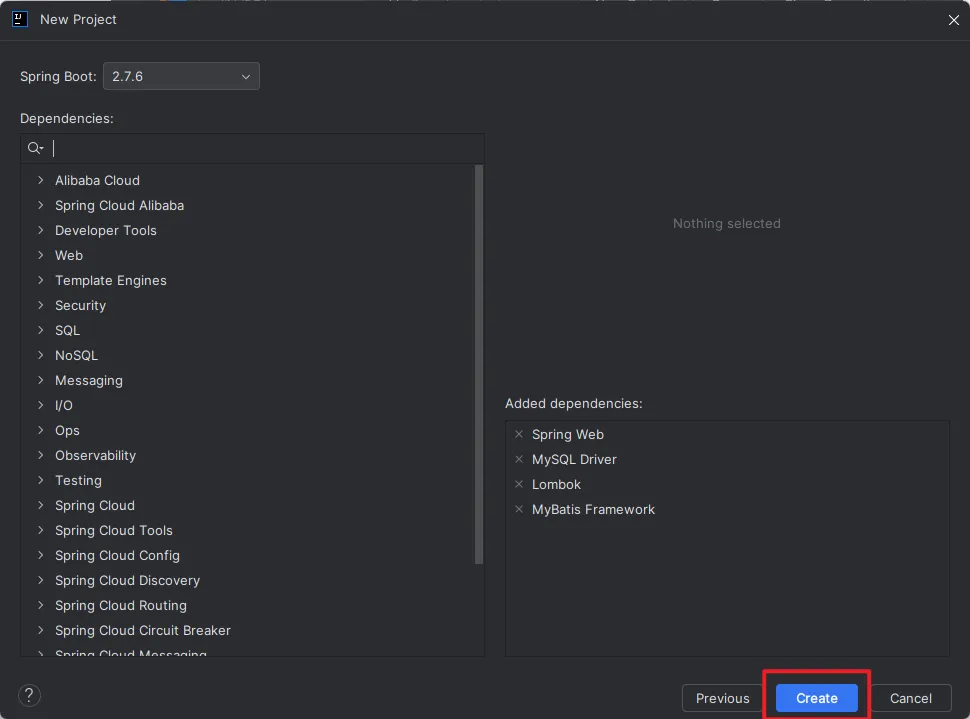 New Project
Spring Boot: 2.7.6
Dependencies:
Alibaba Cloud
Spring Cloud Alibaba
Developer Tools
Web
Template Engines
Security
SQL
NoSQL
Messaging
I/O
Ops
Observability
Testing
Spring Cloud
Spring Cloud Tools
Spring Cloud Config
Spring Cloud Discovery
Spring Cloud Routing
Spring Cloud Circuit Breaker
Spring Cloud Messaging
Nothing selected
Added dependencies:
Spring Web
MySQL Driver
Lombok
MyBatis Framework
? Previous Create Cancel